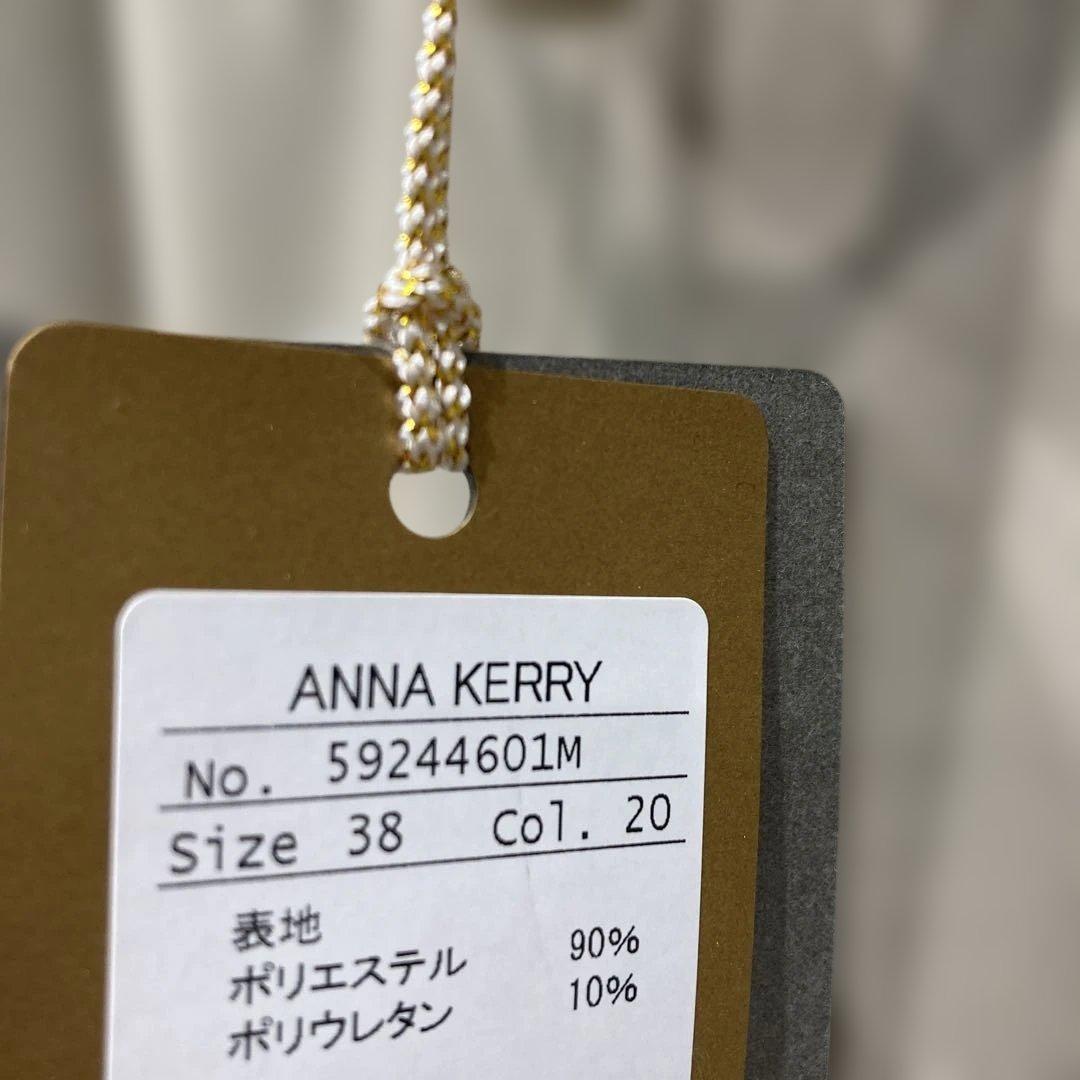 ANNA KERRY
No. 59244601M
Size 38 Col. 20
表地
ポリエステル 90%
ポリウレタン 10%